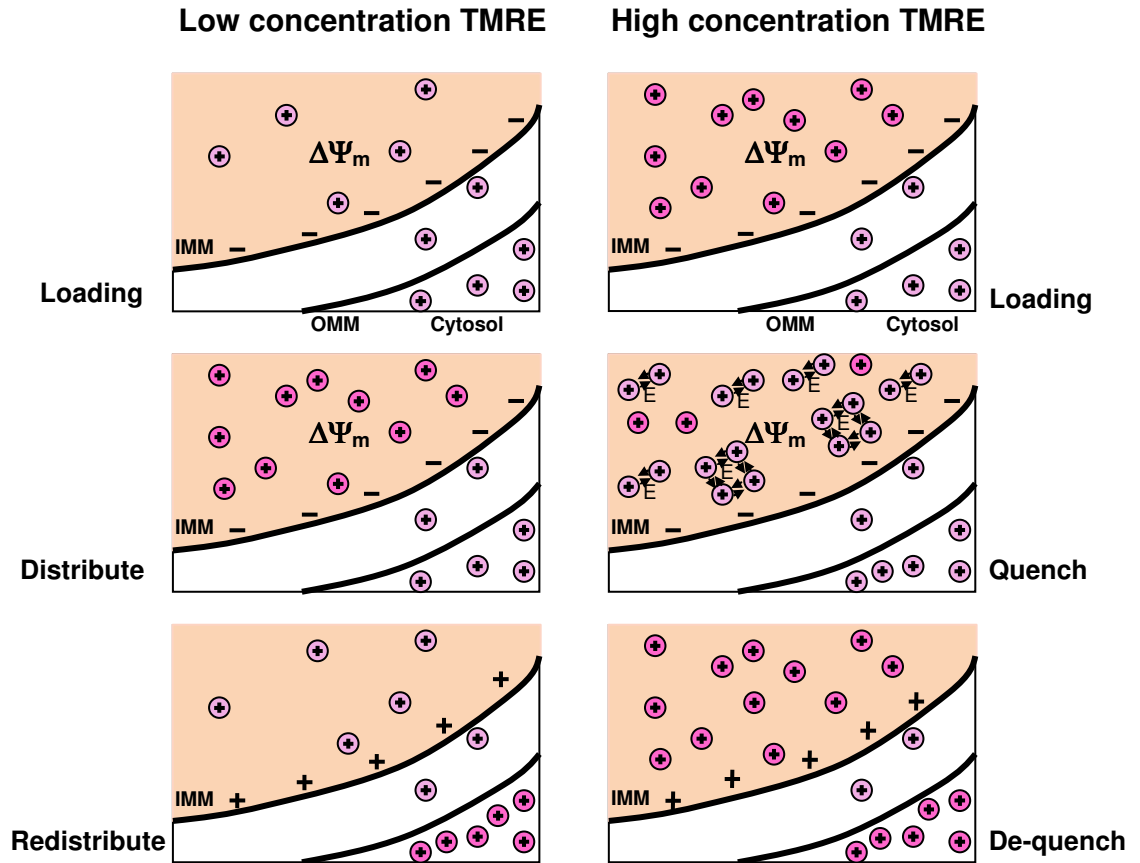 Low concentration TMRE
High concentration TMRE
ΔΨm
IMM
Loading
OMM
Cytosol
ΔΨm
IMM
Loading
OMM
Cytosol
ΔΨm
IMM
Distribute
E
E
E
E
E
E
E
E
ΔΨm
IMM
Quench
IMM
Redistribute
IMM
De-quench